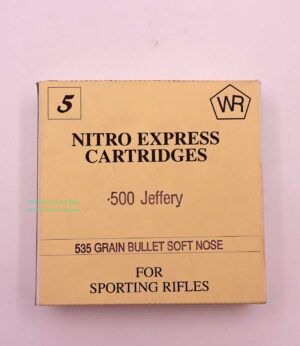 5
WR
NITRO EXPRESS
CARTRIDGES
·500 Jeffery
535 GRAIN BULLET SOFT NOSE
FOR
SPORTING RIFLES